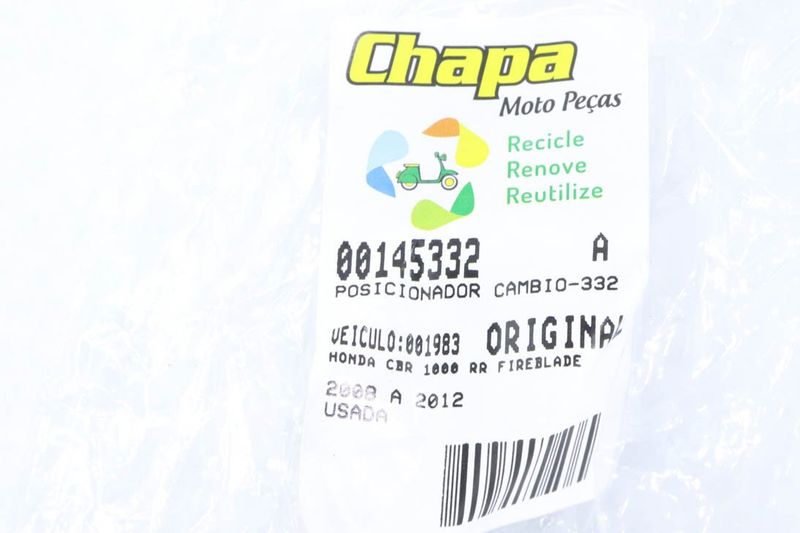 Chapa
Moto Peças
Recicle
Renove
Reutilize
00145332 A
POSICIONADOR CAMBIO-332
VEICULO:001983 ORIGINAL
HONDA CBR 1000 RR FIREBLADE
2008 A 2012
USADA